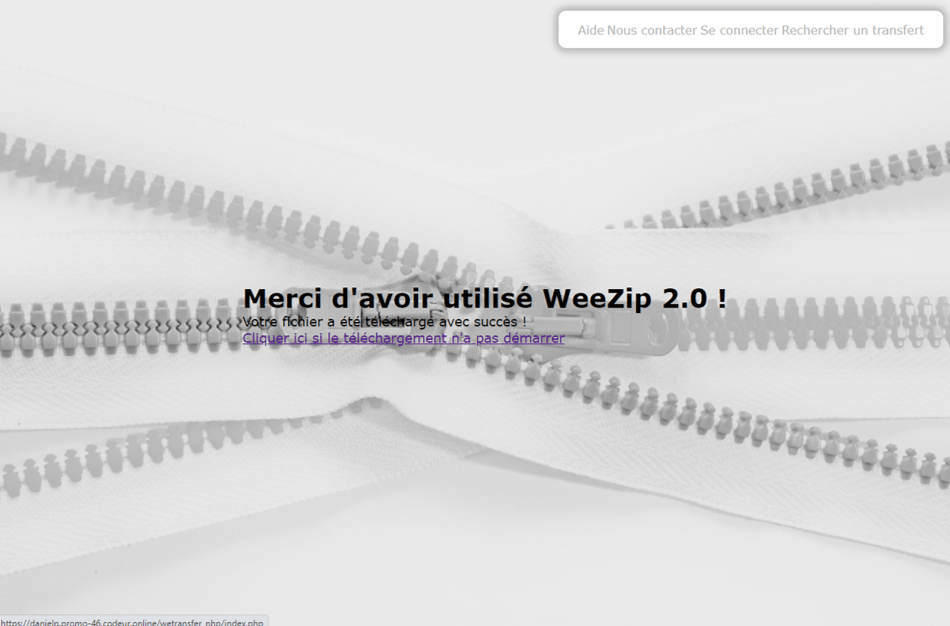 Aide Nous contacter Se connecter Rechercher un transfert
Merci d'avoir utilisé WeeZip 2.0 !
Votre fichier a été téléchargé avec succès !
Cliquer ici si le téléchargement n'a pas démarrer
https://danielp.promo-46.codeur.online/wetransfer_php/index.php